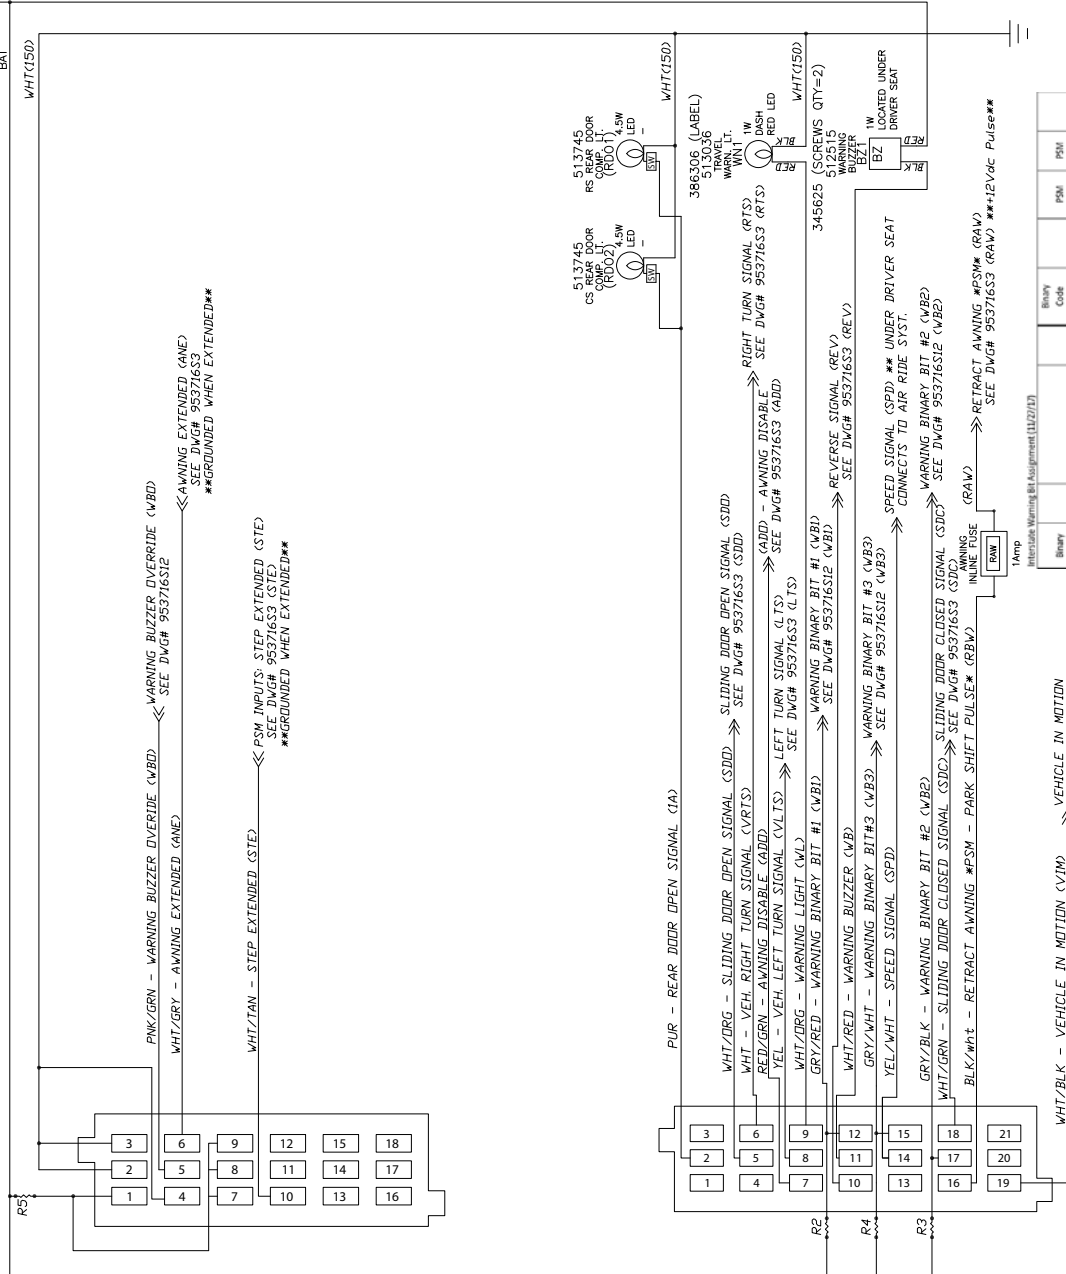 BAT
WHT(150)
PNK/GRN - WARNING BUZZER OVERIDE (WBO)
WARNING BUZZER OVERRIDE (WBO)
SEE DWG# 953716S12
WHT/GRY - AWNING EXTENDED (ANE)
AWNING EXTENDED (ANE)
SEE DWG# 953716S3
**GROUNDED WHEN EXTENDED**
WHT/TAN - STEP EXTENDED (STE)
PSM INPUTS: STEP EXTENDED (STE)
SEE DWG# 953716S3 (STE)
**GROUNDED WHEN EXTENDED**
R5
3 6 9 12 15 18
2 5 8 11 14 17
1 4 7 10 13 16
513745
RS REAR DOOR
COMP. LT.
(RDO1)
4.5W
LED
SW
513745
CS REAR DOOR
COMP. LT.
(RDO2)
4.5W
LED
SW
WHT(150)
386306 (LABEL)
513036
TRAVEL
WARN. LT.
WN1
1W
DASH
RED LED
RED
BLK
WHT(150)
345625 (SCREWS QTY=2)
512515
WARNING
BUZZER
BZ1
BZ
1W
LOCATED UNDER
DRIVER SEAT
BLK
RED
PUR - REAR DOOR OPEN SIGNAL (1A)
WHT/ORG - SLIDING DOOR OPEN SIGNAL (SDO)
SLIDING DOOR OPEN SIGNAL (SDO)
SEE DWG# 953716S3 (SDO)
WHT - VEH. RIGHT TURN SIGNAL (VRTS)
RIGHT TURN SIGNAL (RTS)
SEE DWG# 953716S3 (RTS)
RED/GRN - AWNING DISABLE (ADO)
(ADO) - AWNING DISABLE
SEE DWG# 953716S3 (ADO)
YEL - VEH. LEFT TURN SIGNAL (VLTS)
LEFT TURN SIGNAL (LTS)
SEE DWG# 953716S3 (LTS)
WHT/ORG - WARNING LIGHT (WL)
GRY/RED - WARNING BINARY BIT #1 (WB1)
WARNING BINARY BIT #1 (WB1)
SEE DWG# 953716S12 (WB1)
REVERSE SIGNAL (REV)
SEE DWG# 953716S3 (REV)
WHT/RED - WARNING BUZZER (WB)
GRY/WHT - WARNING BINARY BIT#3 (WB3)
WARNING BINARY BIT #3 (WB3)
SEE DWG# 953716S12 (WB3)
YEL/WHT - SPEED SIGNAL (SPD)
SPEED SIGNAL (SPD) ** UNDER DRIVER SEAT
CONNECTS TO AIR RIDE SYST.
GRY/BLK - WARNING BINARY BIT #2 (WB2)
WARNING BINARY BIT #2 (WB2)
SEE DWG# 953716S12 (WB2)
WHT/GRN - SLIDING DOOR CLOSED SIGNAL (SDC)
SLIDING DOOR CLOSED SIGNAL (SDC)
SEE DWG# 953716S3 (SDC)
BLK/wht - RETRACT AWNING *PSM - PARK SHIFT PULSE* (RBW)
AWNING
INLINE FUSE
RAW
1Amp
(RAW)
RETRACT AWNING *PSM* (RAW)
SEE DWG# 953716S3 (RAW) **+12Vdc Pulse**
WHT/BLK - VEHICLE IN MOTION (VIM)
VEHICLE IN MOTION
3 6 9 12 15 18 21
2 5 8 11 14 17 20
1 4 7 10 13 16 19
R2
R4
R3
Interstate Warning Bit Assignment (11/27/17)
Binary
Binary
Code
PSM
PSM